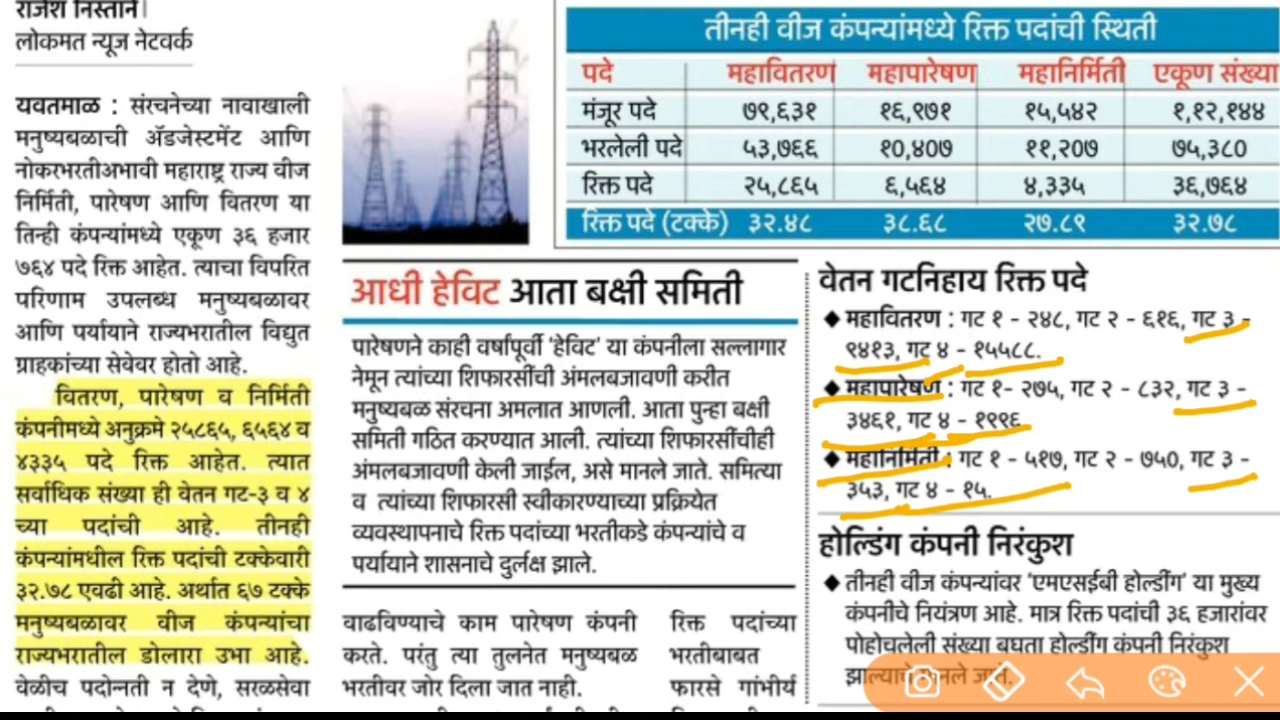 राजेश निस्ताने।
लोकमत न्यूज नेटवर्क
यवतमाळ : संरचनेच्या नावाखाली
मनुष्यबळाची ॲडजेस्टमेंट आणि
नोकरभरतीअभावी महाराष्ट्र राज्य वीज
निर्मिती, पारेषण आणि वितरण या
तिन्ही कंपन्यांमध्ये एकूण ३६ हजार
७६४ पदे रिक्त आहेत. त्याचा विपरित
परिणाम उपलब्ध मनुष्यबळावर
आणि पर्यायाने राज्यभरातील विद्युत
ग्राहकांच्या सेवेवर होतो आहे.
वितरण, पारेषण व निर्मिती
कंपनीमध्ये अनुक्रमे २५८६५, ६५६४ व
४३३५ पदे रिक्त आहेत. त्यात
सर्वाधिक संख्या ही वेतन गट-३ व ४
च्या पदांची आहे. तीनही
कंपन्यांमधील रिक्त पदांची टक्केवारी
३२.७८ एवढी आहे. अर्थात ६७ टक्के
मनुष्यबळावर वीज कंपन्यांचा
राज्यभरातील डोलारा उभा आहे.
वेळीच पदोन्नती न देणे, सरळसेवा
तीनही वीज कंपन्यांमध्ये रिक्त पदांची स्थिती
पदे महावितरण महापारेषण महानिर्मिती एकूण संख्या
मंजूर पदे ७९,६३१ १६,९७१ १५,५४२ १,१२,१४४
भरलेली पदे ५३,७६६ १०,४०७ ११,२०७ ७५,३८०
रिक्त पदे २५,८६५ ६,५६४ ४,३३५ ३६,७६४
रिक्त पदे (टक्के) ३२.४८ ३८.६८ २७.८९ ३२.७८
आधी हेविट आता बक्षी समिती
पारेषणने काही वर्षांपूर्वी 'हेविट' या कंपनीला सल्लागार
नेमून त्यांच्या शिफारसींची अंमलबजावणी करीत
मनुष्यबळ संरचना अमलात आणली. आता पुन्हा बक्षी
समिती गठित करण्यात आली. त्यांच्या शिफारसींचीही
अंमलबजावणी केली जाईल, असे मानले जाते. समित्या
व त्यांच्या शिफारसी स्वीकारण्याच्या प्रक्रियेत
व्यवस्थापनाचे रिक्त पदांच्या भरतीकडे कंपन्यांचे व
पर्यायाने शासनाचे दुर्लक्ष झाले.
वाढविण्याचे काम पारेषण कंपनी
करते. परंतु त्या तुलनेत मनुष्यबळ
भरतीवर जोर दिला जात नाही.
रिक्त पदांच्या
भरतीबाबत
फारसे गांभीर्य
वेतन गटनिहाय रिक्त पदे
◆ महावितरण : गट १ - २४८, गट २ - ६१६, गट ३ -
९४१३, गट ४ - १५५८८.
◆ महापारेषण : गट १- २७५, गट २ - ८३२, गट ३ -
३४६१, गट ४ - १९९६
◆ महानिर्मिती : गट १ - ५१७, गट २ - ७५०, गट ३ -
३५३, गट ४ - १५.
होल्डिंग कंपनी निरंकुश
◆ तीनही वीज कंपन्यांवर 'एमएसईबी होल्डींग' या मुख्य
कंपनीचे नियंत्रण आहे. मात्र रिक्त पदांची ३६ हजारांवर
पोहोचलेली संख्या बघता होल्डींग कंपनी निरंकुश
झाल्याचे मानले जाते.